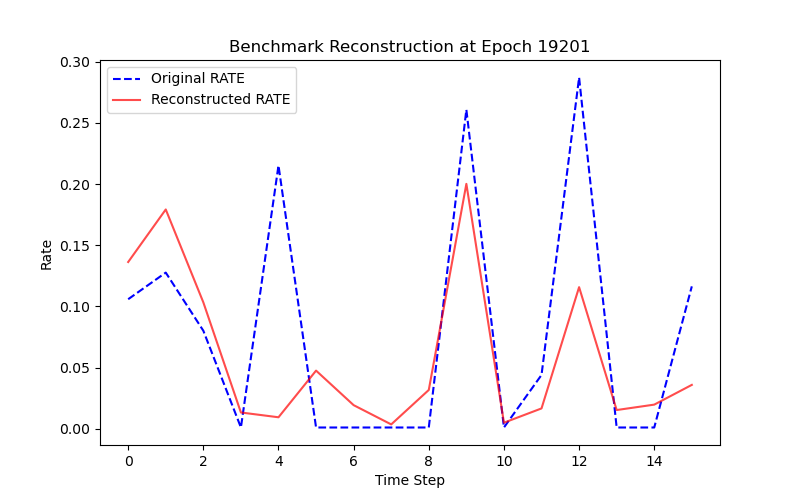 Benchmark Reconstruction at Epoch 19201
Original RATE
Reconstructed RATE
0.30
0.25
0.20
0.15
0.10
0.05
0.00
Rate
0 2 4 6 8 10 12 14
Time Step